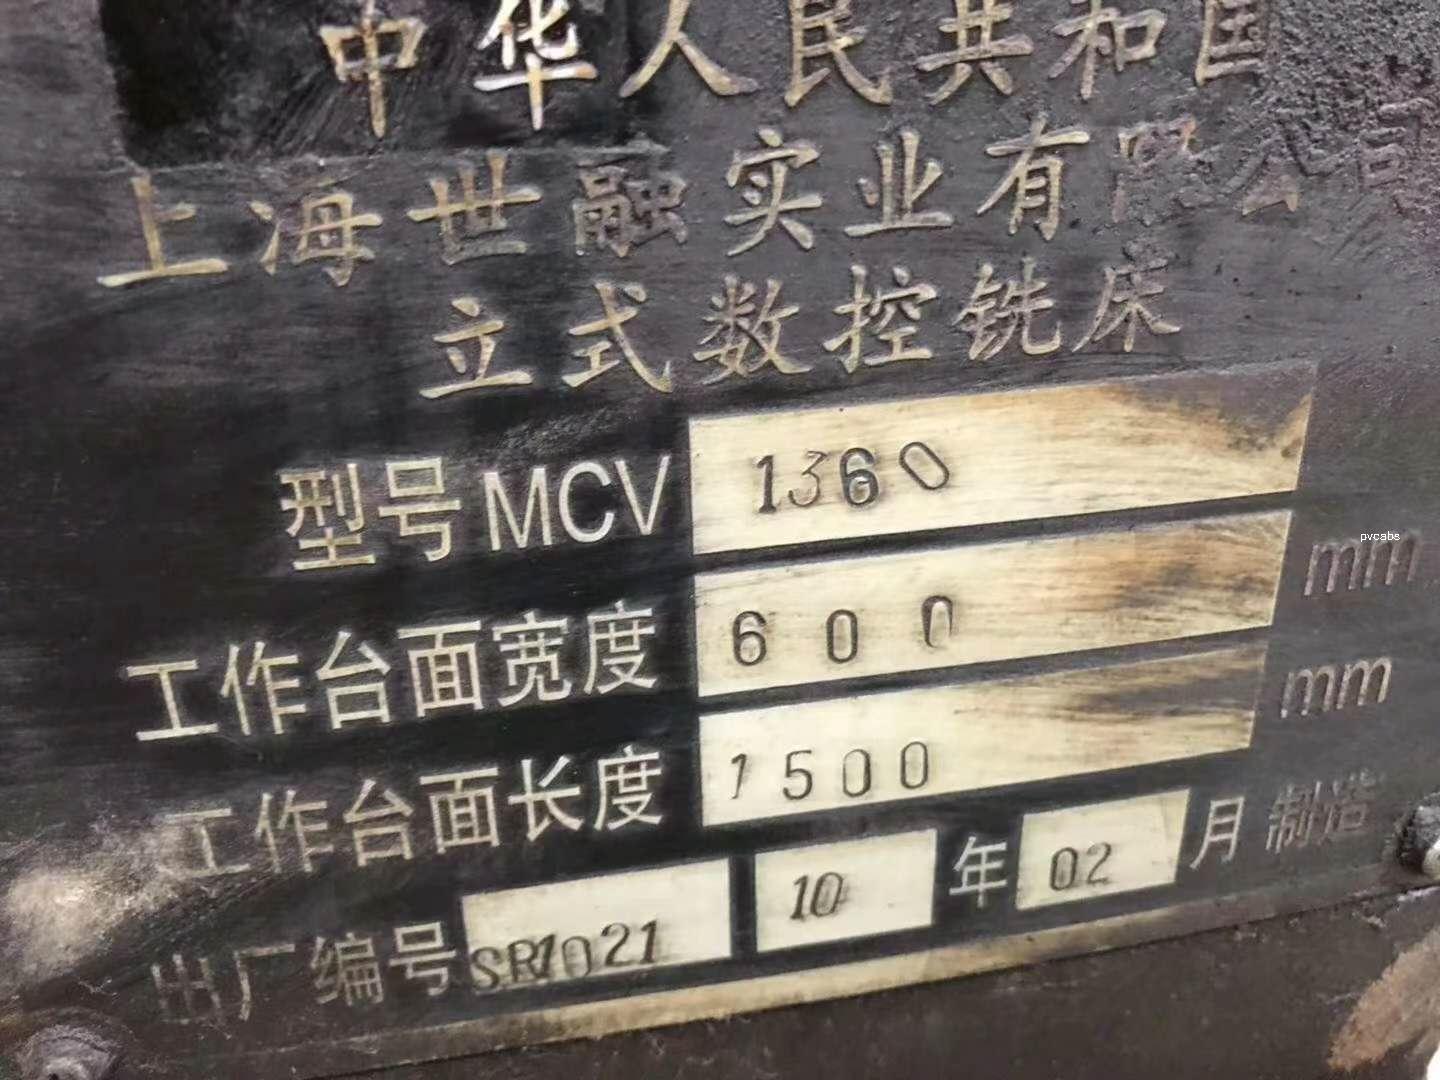 中华人民共和国
上海世融实业有限公司
立式数控铣床
型号MCV 1360
工作台面宽度 600 mm
工作台面长度 1500 mm
出厂编号 SR1021 10 年 02 月 制造
pvcabs